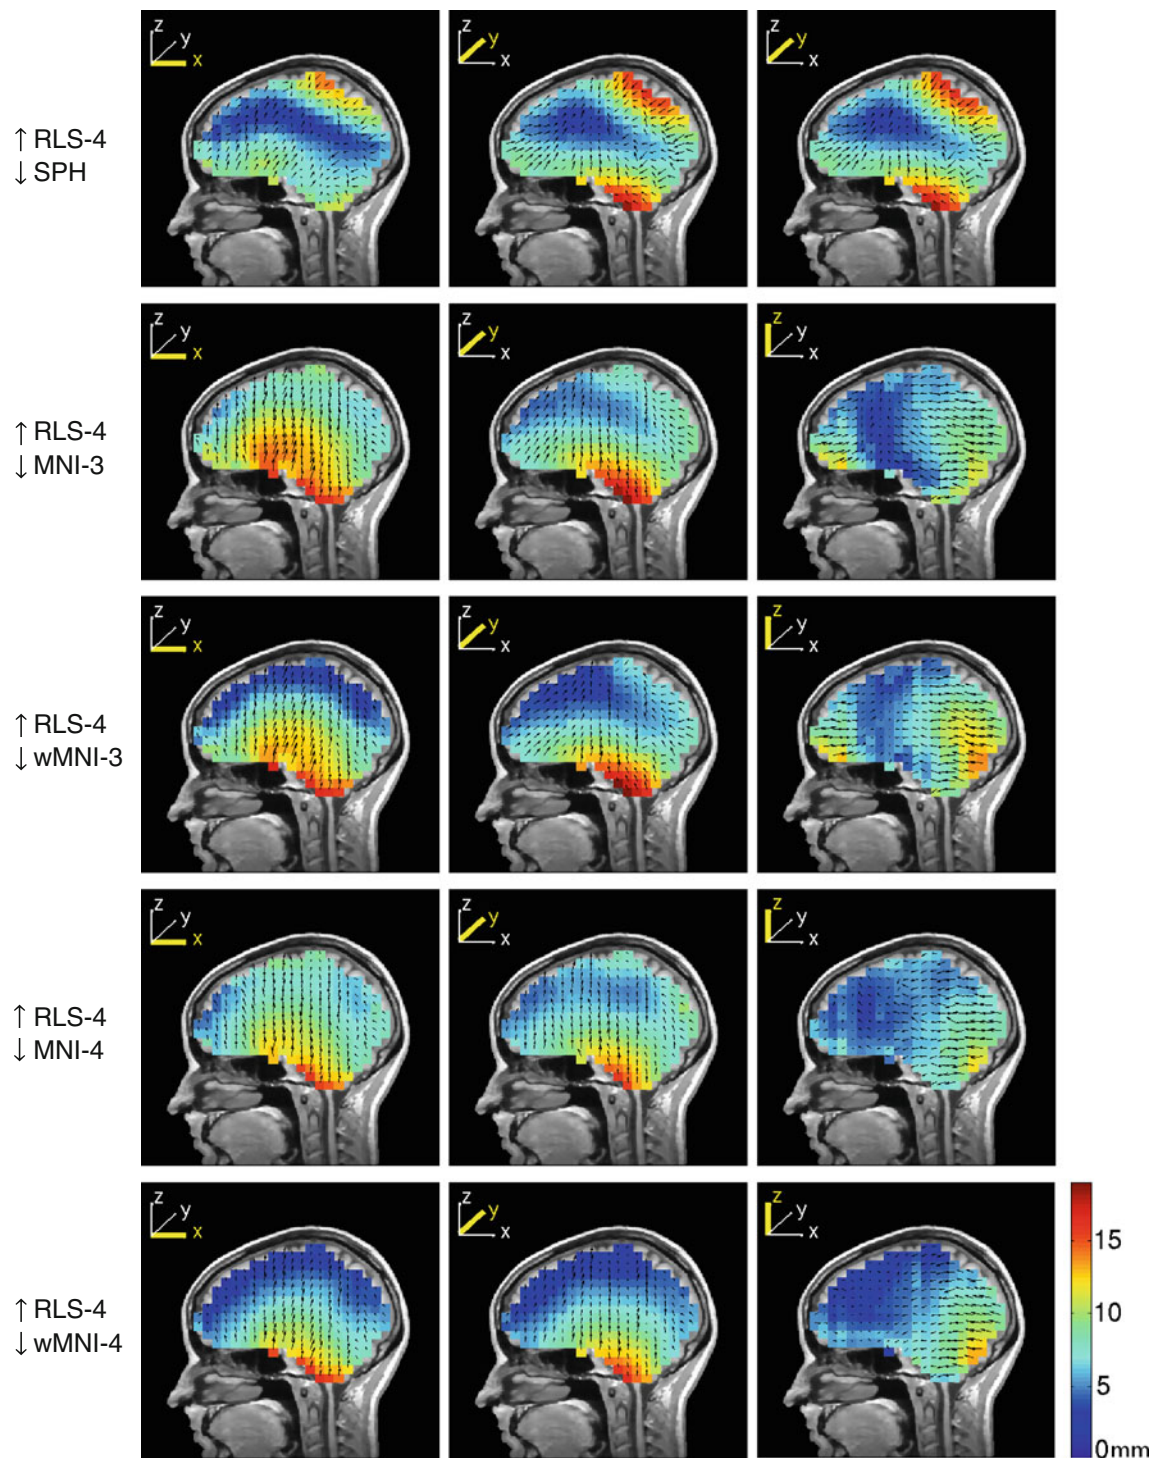 z y x
z y x
z y x
↑ RLS-4
↓ SPH
z y x
z y x
z y x
↑ RLS-4
↓ MNI-3
z y x
z y x
z y x
↑ RLS-4
↓ wMNI-3
z y x
z y x
z y x
↑ RLS-4
↓ MNI-4
z y x
z y x
z y x
↑ RLS-4
↓ wMNI-4
15
10
5
0mm